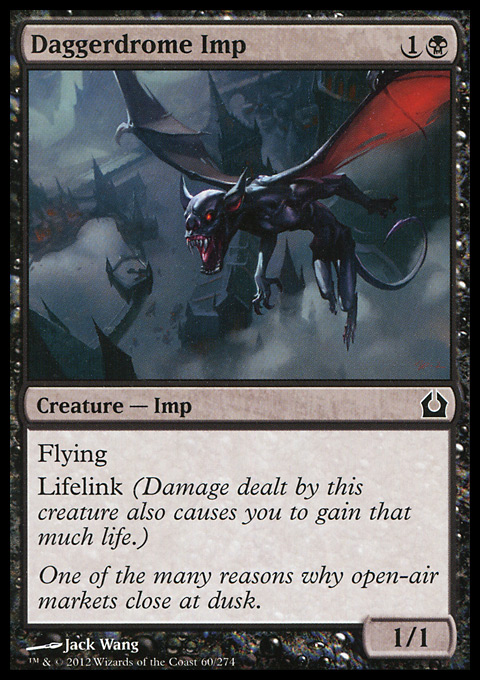 Daggerdrome Imp 1
Creature — Imp
Flying
Lifelink (Damage dealt by this
creature also causes you to gain that
much life.)
One of the many reasons why open-air
markets close at dusk.
1/1
Jack Wang
™ & © 2012 Wizards of the Coast 60/274